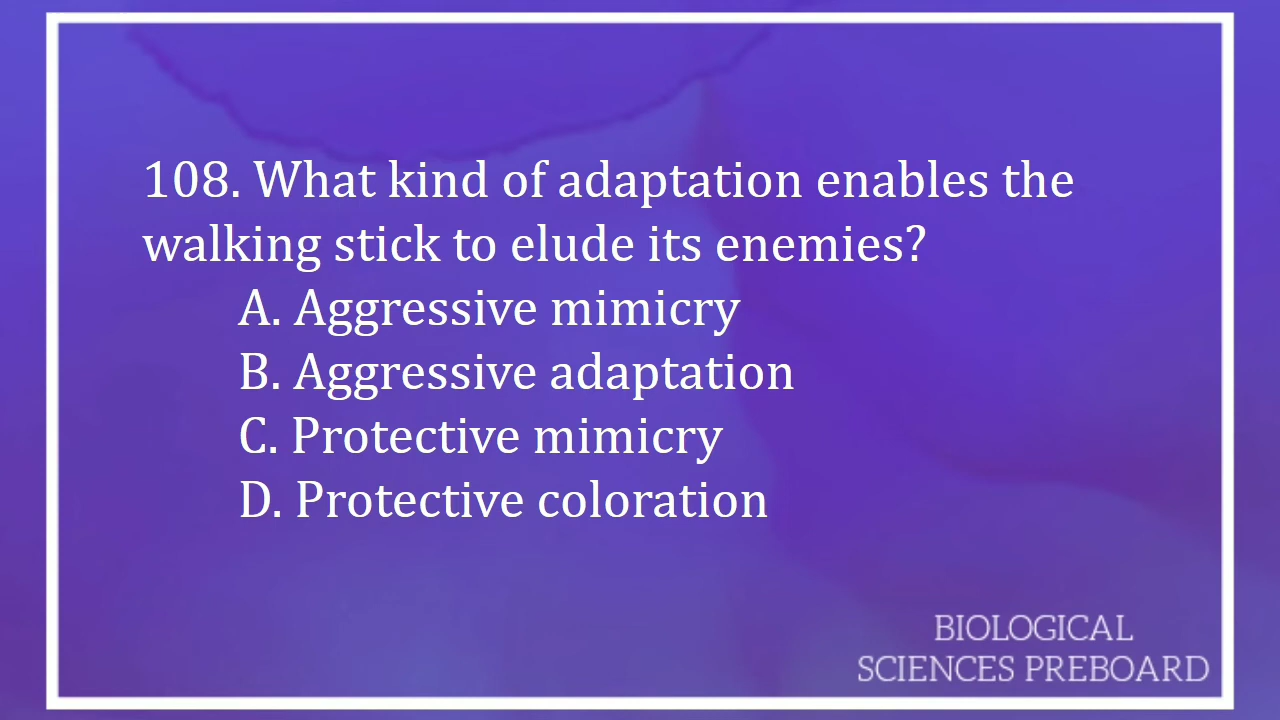 108. What kind of adaptation enables the
walking stick to elude its enemies?
A. Aggressive mimicry
B. Aggressive adaptation
C. Protective mimicry
D. Protective coloration
BIOLOGICAL
SCIENCES PREBOARD